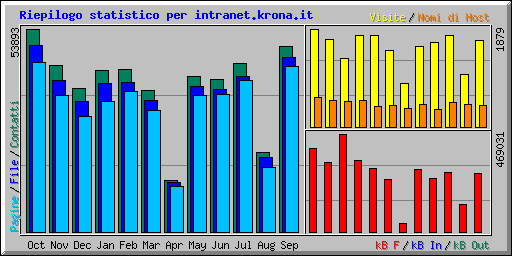 Riepilogo statistico per intranet.krona.it
Visite/Nomi di Host
53893
1879
469031
Pagine/File/Contatti
Oct Nov Dec Jan Feb Mar Apr May Jun Jul Aug Sep
kB F/kB In/kB Out